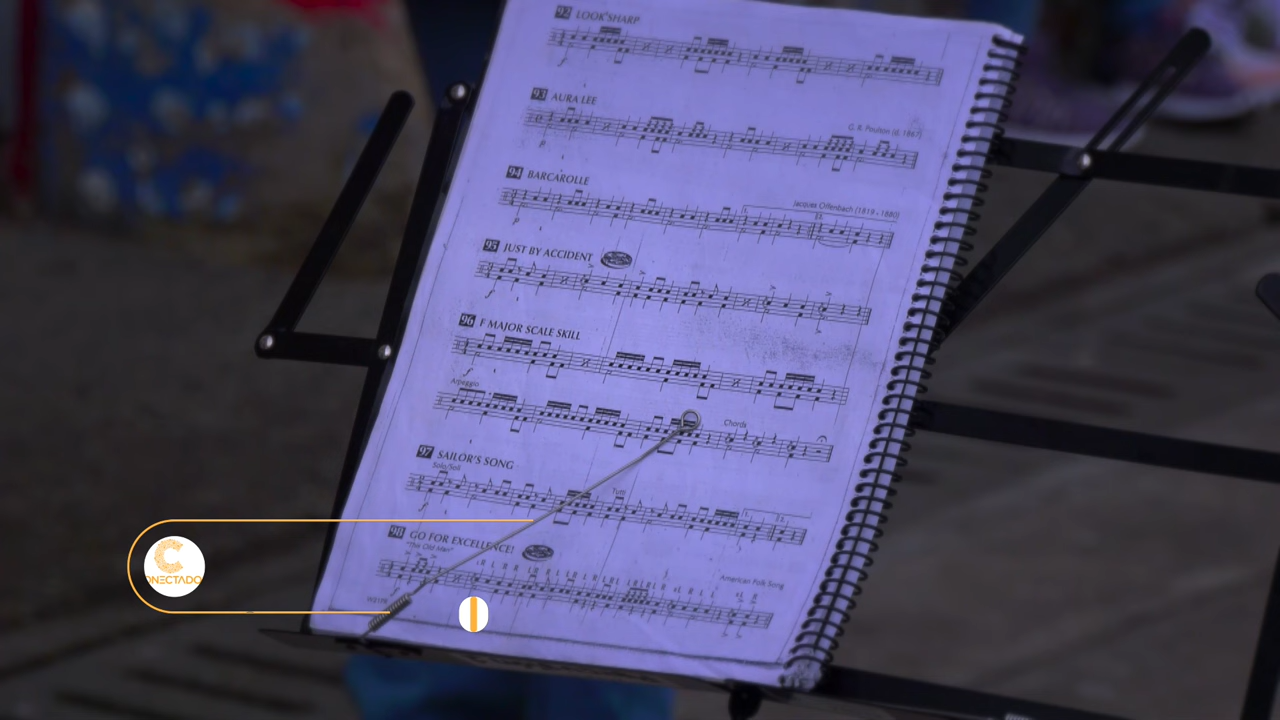 92 LOOK SHARP
93 AURA LEE
G. R. Poulton (d. 1867)
94 BARCAROLLE
Jacques Offenbach (1819 - 1880)
95 JUST BY ACCIDENT
96 F MAJOR SCALE SKILL
Arpeggio
Chords
97 SAILOR'S SONG
Solo/Soli
Tutti
98 GO FOR EXCELLENCE!
"This Old Man"
American Folk Song
W21PR
C
ONECTADO